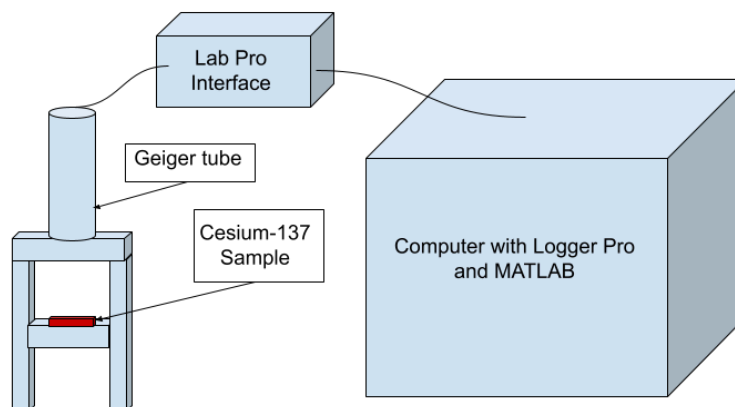 Lab Pro
Interface
Geiger tube
Cesium-137
Sample
Computer with Logger Pro
and MATLAB